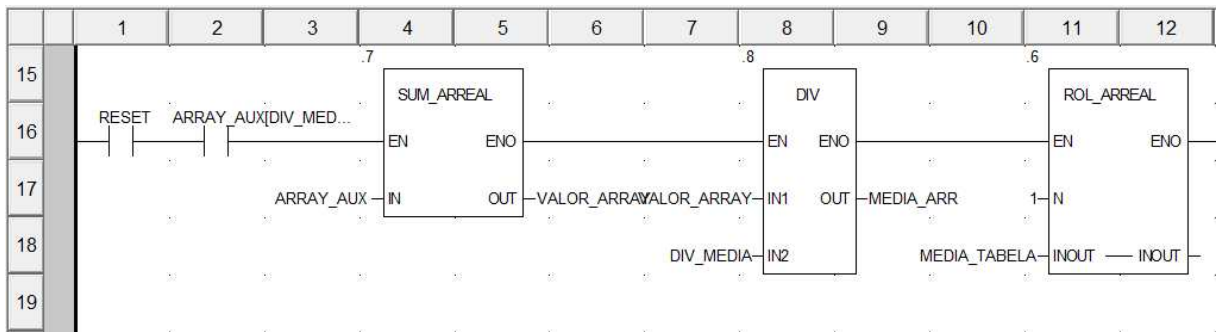 1 2 3 4 5 6 7 8 9 10 11 12
.7 .8 .6
15
SUM_ARREAL DIV ROL_ARREAL
RESET ARRAY_AUX[DIV_MED...
16
EN ENO EN ENO EN ENO
17
ARRAY_AUX IN OUT VALOR_ARRAY VALOR_ARRAY IN1 OUT MEDIA_ARR 1 N
18
DIV_MEDIA IN2 MEDIA_TABELA INOUT INOUT
19